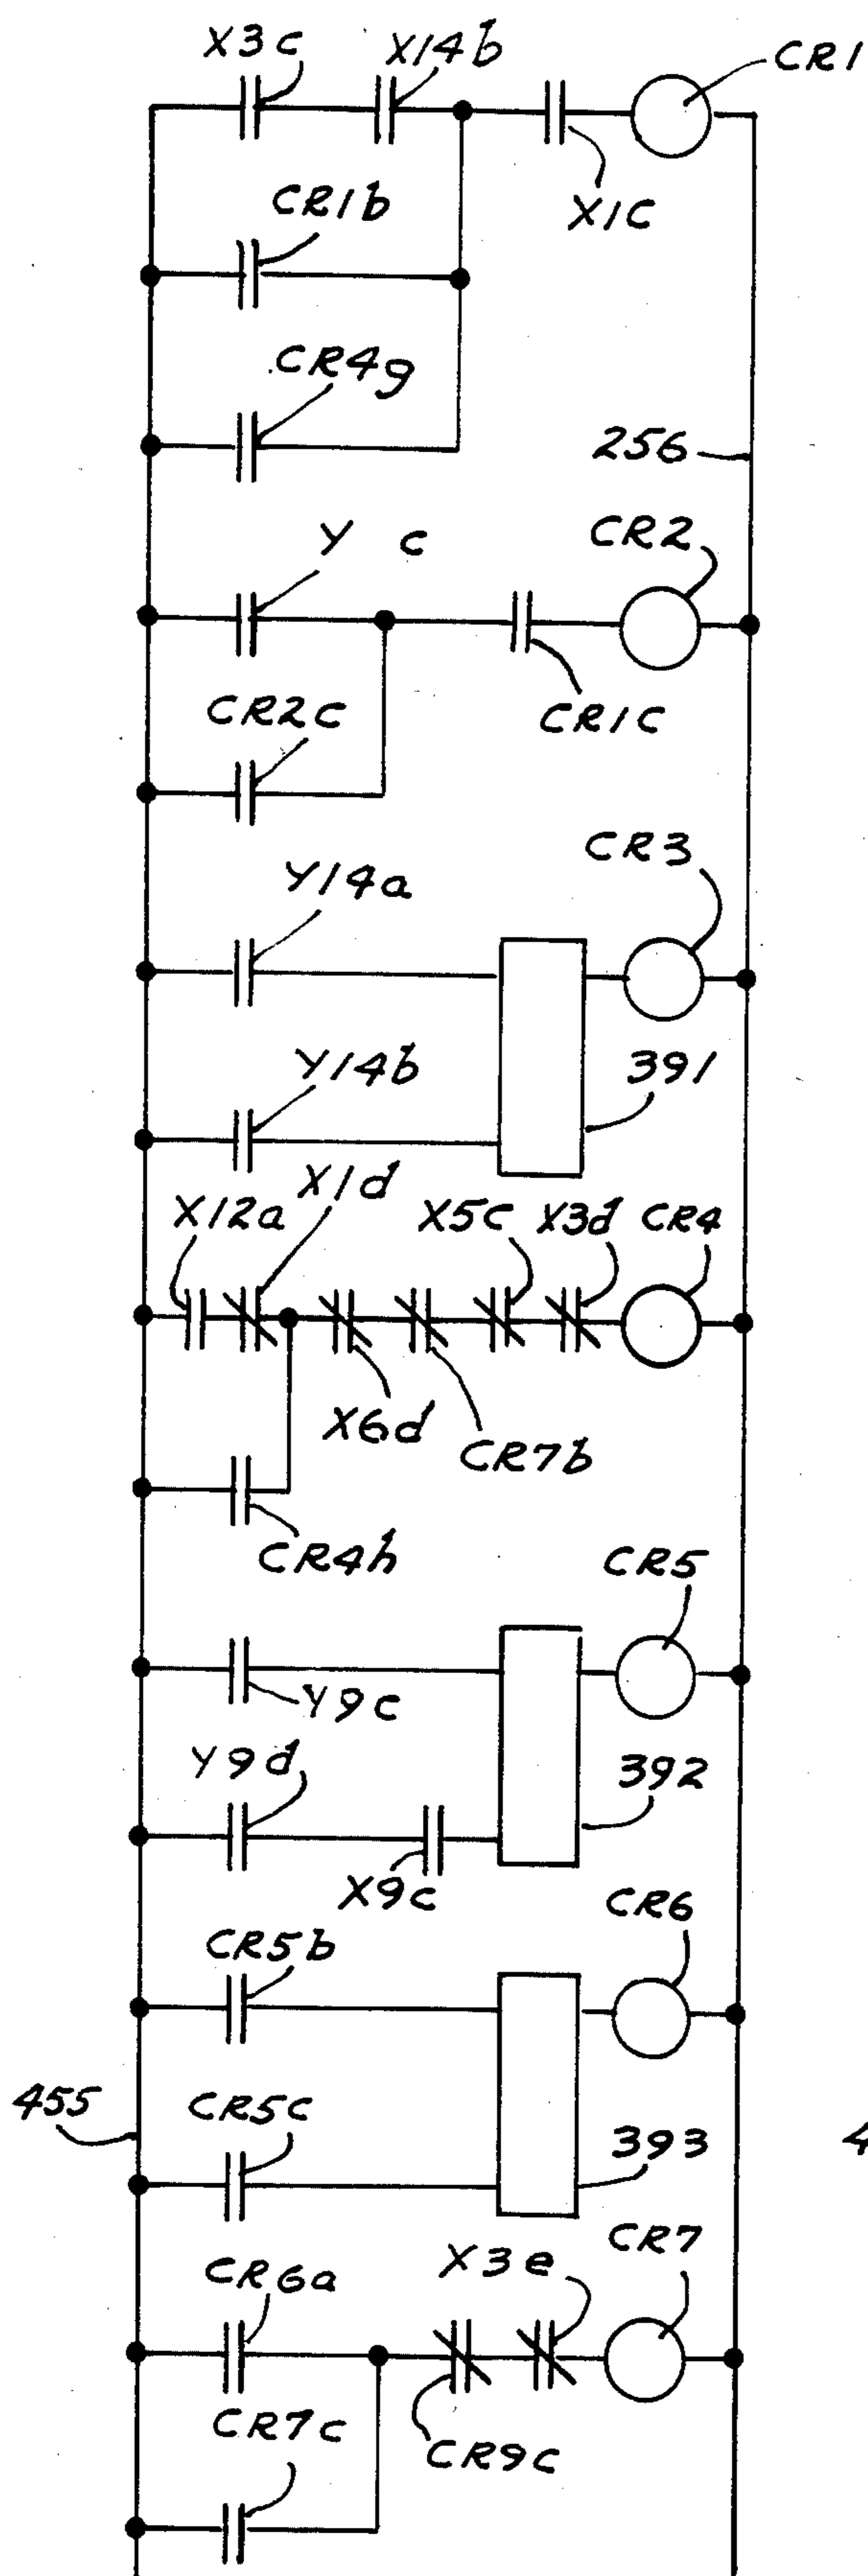 X3c
X14b
CR1
X1C
CR1b
CR4g
256
Y c
CR2
CR2c
CR1C
CR3
Y14a
Y14b
391
X12a
X1d
X5c
X3d
CR4
X6d
CR7b
CR4h
CR5
Y9c
Y9d
392
X9c
CR6
CR5b
455
CR5c
393
4
CR6a
X3e
CR7
CR7c
CR9c